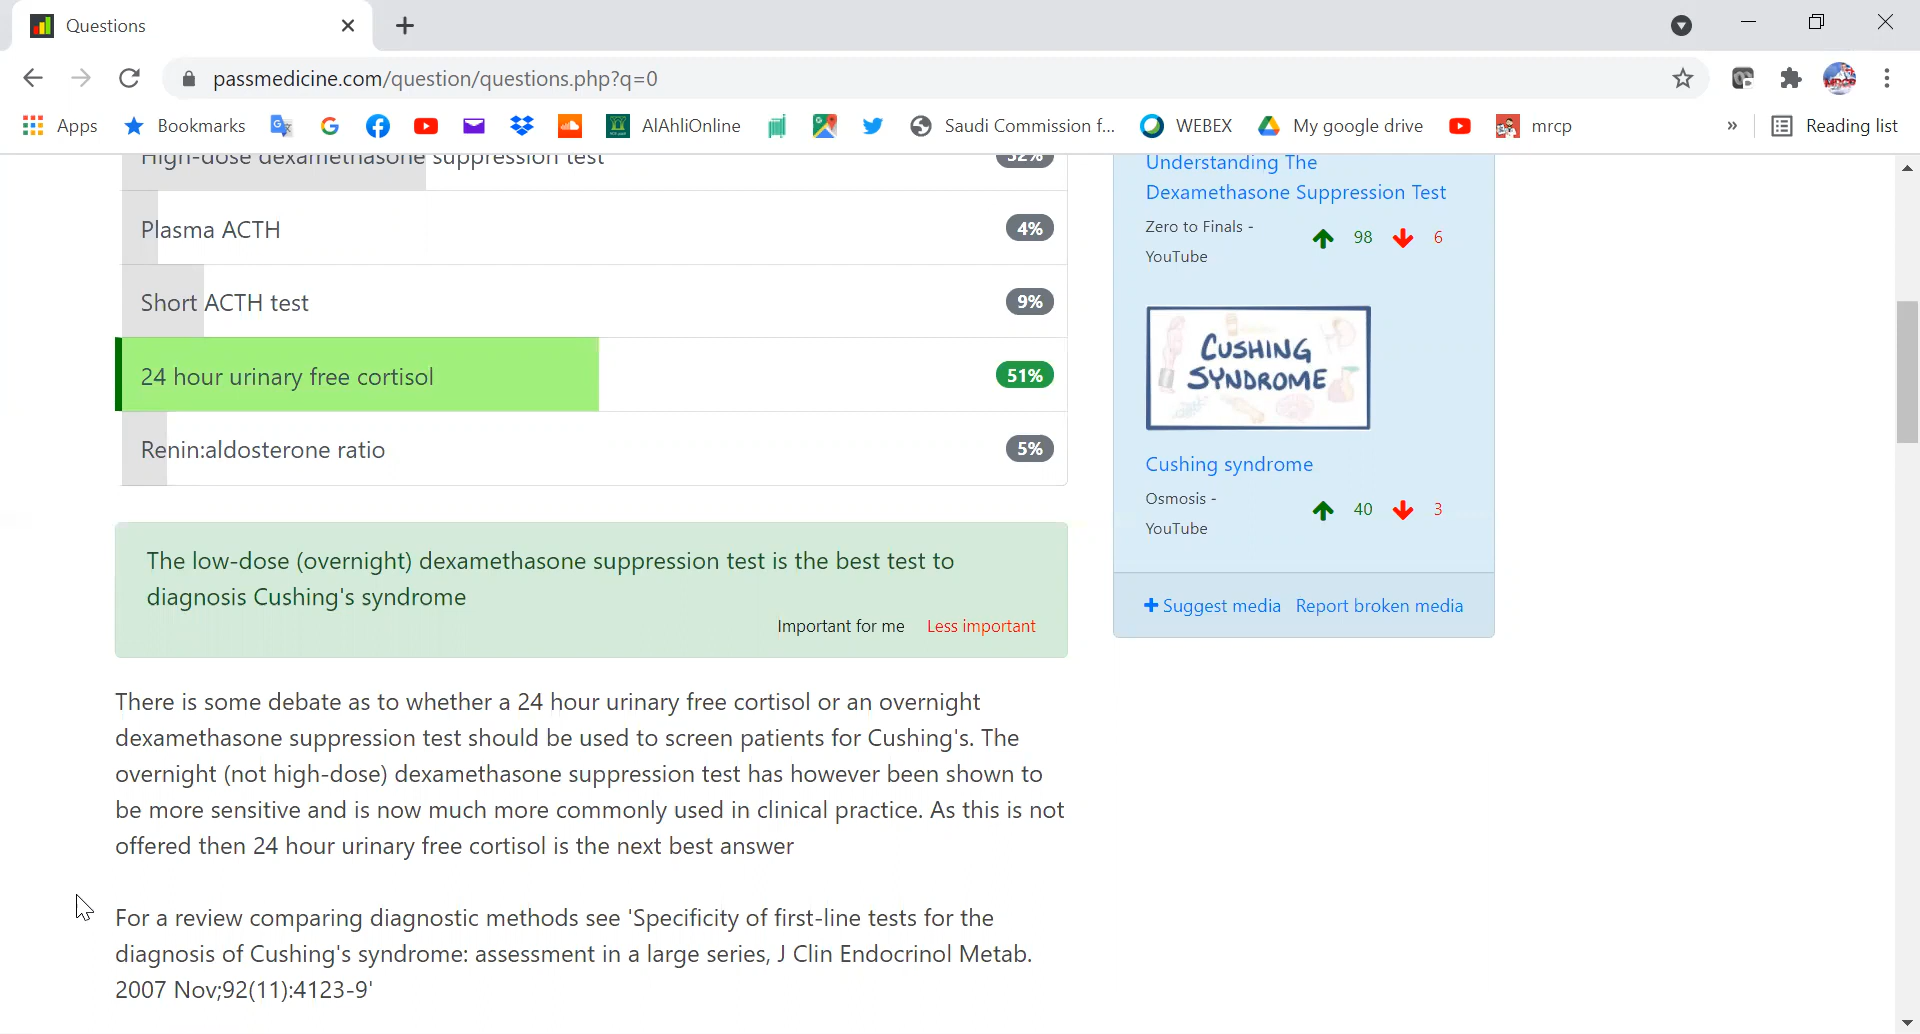 Questions
passmedicine.com/question/questions.php?q=0
Apps
Bookmarks
AlAhliOnline
Saudi Commission f...
WEBEX
My google drive
mrcp
»
Reading list
High-dose dexamethasone suppression test
32%
Plasma ACTH
4%
Short ACTH test
9%
24 hour urinary free cortisol
51%
Renin:aldosterone ratio
5%
The low-dose (overnight) dexamethasone suppression test is the best test to
diagnosis Cushing's syndrome
Important for me Less important
There is some debate as to whether a 24 hour urinary free cortisol or an overnight
dexamethasone suppression test should be used to screen patients for Cushing's. The
overnight (not high-dose) dexamethasone suppression test has however been shown to
be more sensitive and is now much more commonly used in clinical practice. As this is not
offered then 24 hour urinary free cortisol is the next best answer
For a review comparing diagnostic methods see 'Specificity of first-line tests for the
diagnosis of Cushing's syndrome: assessment in a large series, J Clin Endocrinol Metab.
2007 Nov;92(11):4123-9'
Understanding The
Dexamethasone Suppression Test
Zero to Finals -
YouTube
98 6
CUSHING
SYNDROME
Cushing syndrome
Osmosis -
YouTube
40 3
+ Suggest media Report broken media